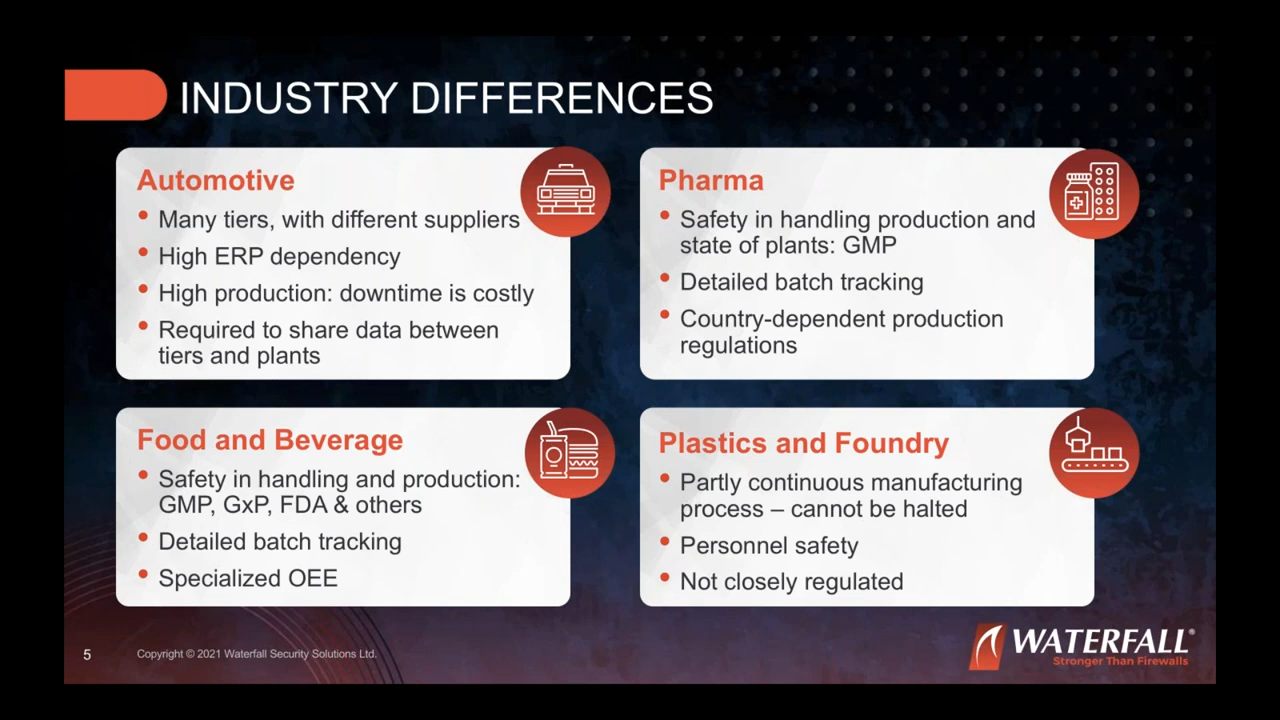 INDUSTRY DIFFERENCES
Automotive
• Many tiers, with different suppliers
• High ERP dependency
• High production: downtime is costly
• Required to share data between
tiers and plants
Pharma
• Safety in handling production and
state of plants: GMP
• Detailed batch tracking
• Country-dependent production
regulations
Food and Beverage
• Safety in handling and production:
GMP, GxP, FDA & others
• Detailed batch tracking
• Specialized OEE
Plastics and Foundry
• Partly continuous manufacturing
process – cannot be halted
• Personnel safety
• Not closely regulated
5
Copyright © 2021 Waterfall Security Solutions Ltd.
WATERFALL®
Stronger Than Firewalls